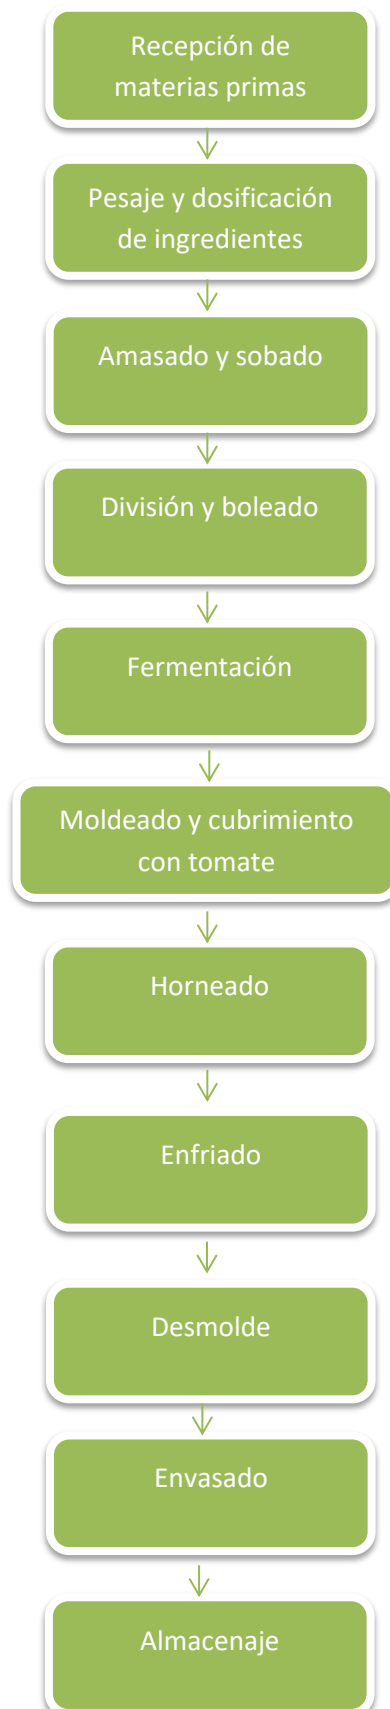 Recepción de
materias primas
Pesaje y dosificación
de ingredientes
Amasado y sobado
División y boleado
Fermentación
Moldeado y cubrimiento
con tomate
Horneado
Enfriado
Desmolde
Envasado
Almacenaje